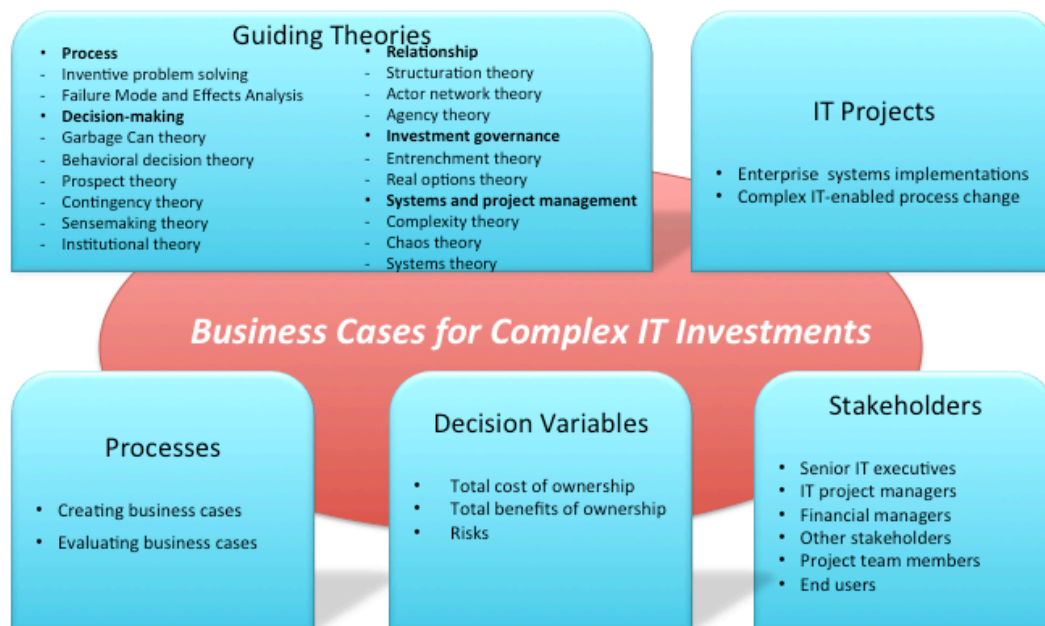 Guiding Theories
• Process
- Inventive problem solving
- Failure Mode and Effects Analysis
• Decision-making
- Garbage Can theory
- Behavioral decision theory
- Prospect theory
- Contingency theory
- Sensemaking theory
- Institutional theory
• Relationship
- Structuration theory
- Actor network theory
- Agency theory
• Investment governance
- Entrenchment theory
- Real options theory
• Systems and project management
- Complexity theory
- Chaos theory
- Systems theory
IT Projects
• Enterprise systems implementations
• Complex IT-enabled process change
Business Cases for Complex IT Investments
Processes
• Creating business cases
• Evaluating business cases
Decision Variables
• Total cost of ownership
• Total benefits of ownership
• Risks
Stakeholders
• Senior IT executives
• IT project managers
• Financial managers
• Other stakeholders
• Project team members
• End users